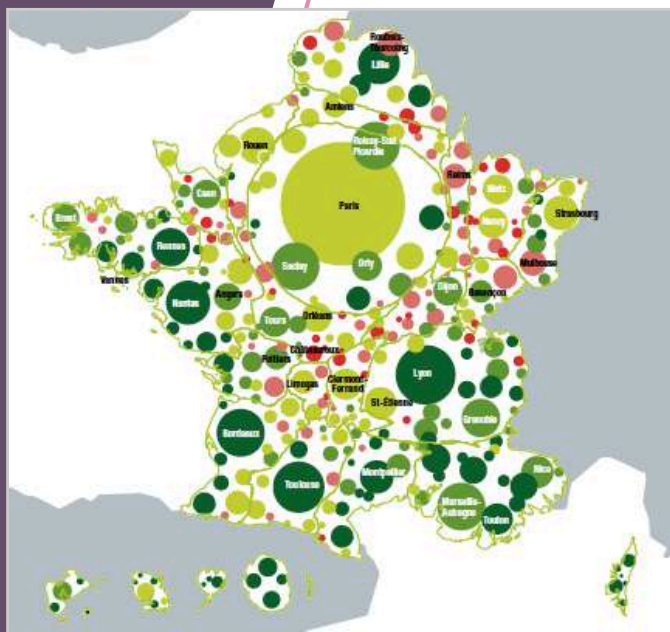 Roubaix-
Tourcoing
Lille
Amiens
Rouen
Roissy-Sud
Picardie
Reims
Metz
Caen
Paris
Nancy
Strasbourg
Brest
Rennes
Saclay
Orly
Mulhouse
Vannes
Nantes
Angers
Dijon
Besançon
Orléans
Tours
Châteauroux
Poitiers
Limoges
Clermont-
Ferrand
Lyon
St-Étienne
Grenoble
Bordeaux
Toulouse
Montpellier
Nice
Marseille-
Aubagne
Toulon